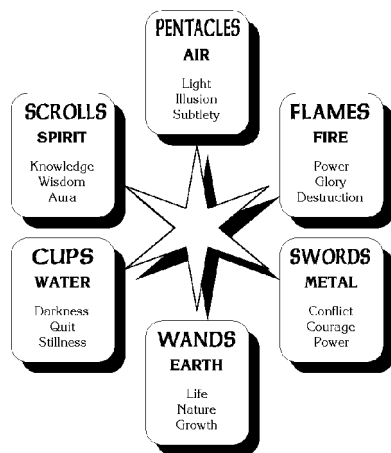 PENTACLES
AIR
Light
Illusion
Subtlety
SCROLLS
SPIRIT
Knowledge
Wisdom
Aura
FLAMES
FIRE
Power
Glory
Destruction
CUPS
WATER
Darkness
Quit
Stillness
SWORDS
METAL
Conflict
Courage
Power
WANDS
EARTH
Life
Nature
Growth